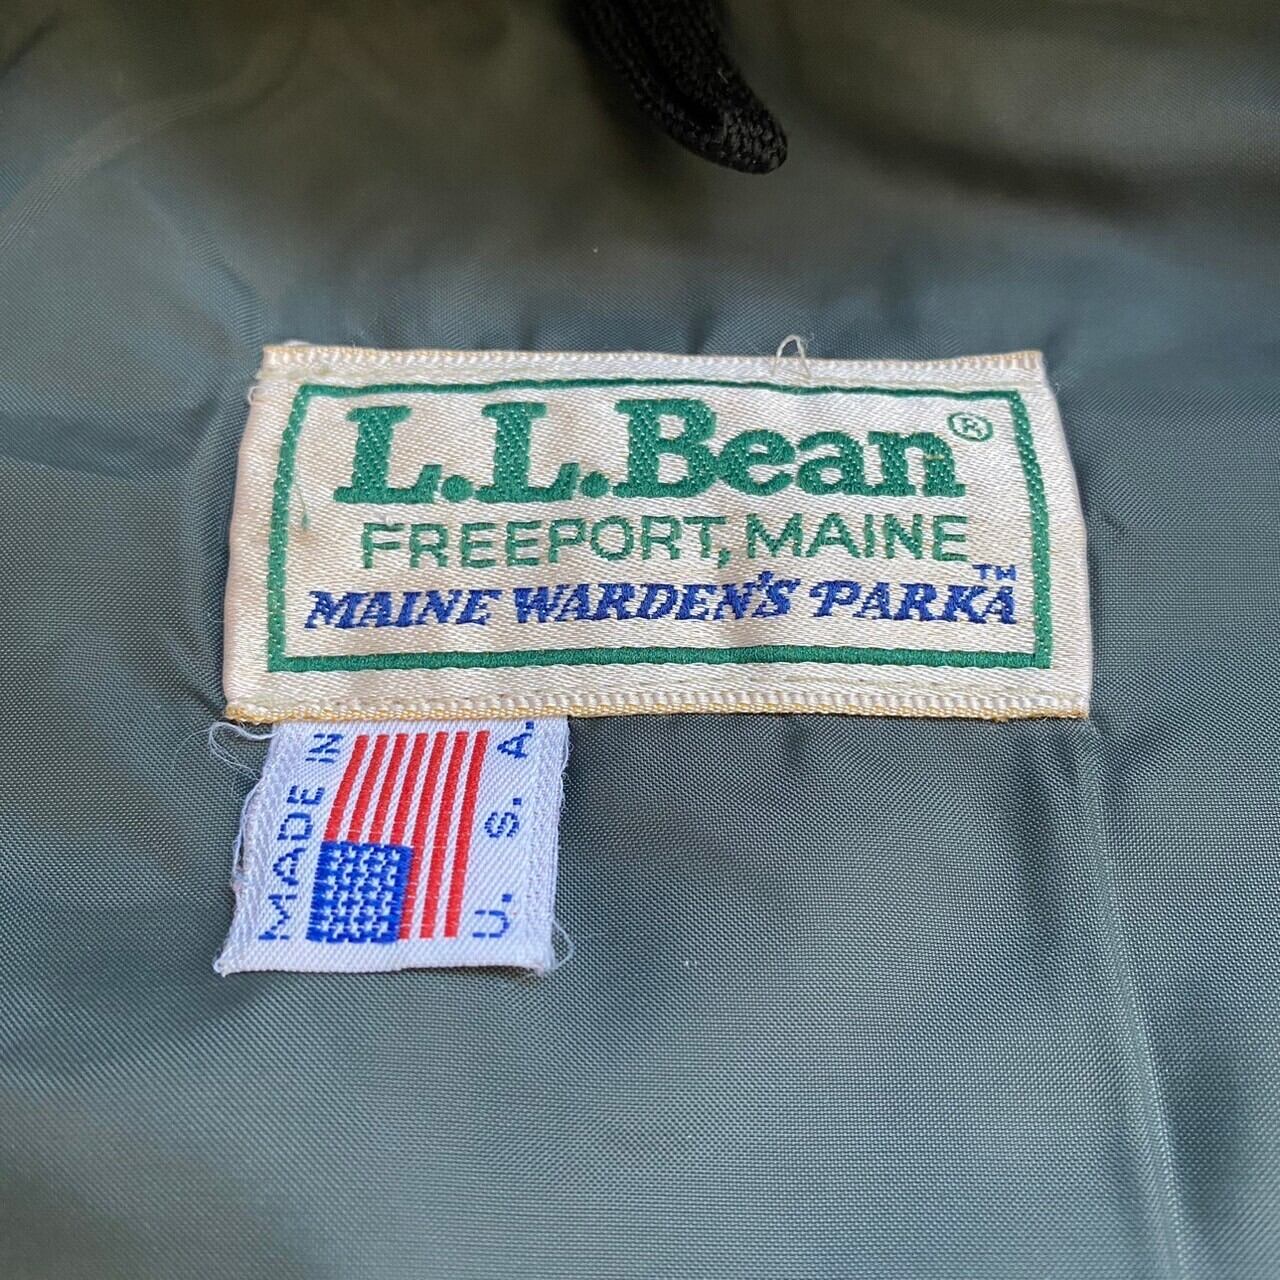 L.L.Bean®
FREEPORT, MAINE
MAINE WARDEN'S PARKA™
MADE IN
U. S. A.